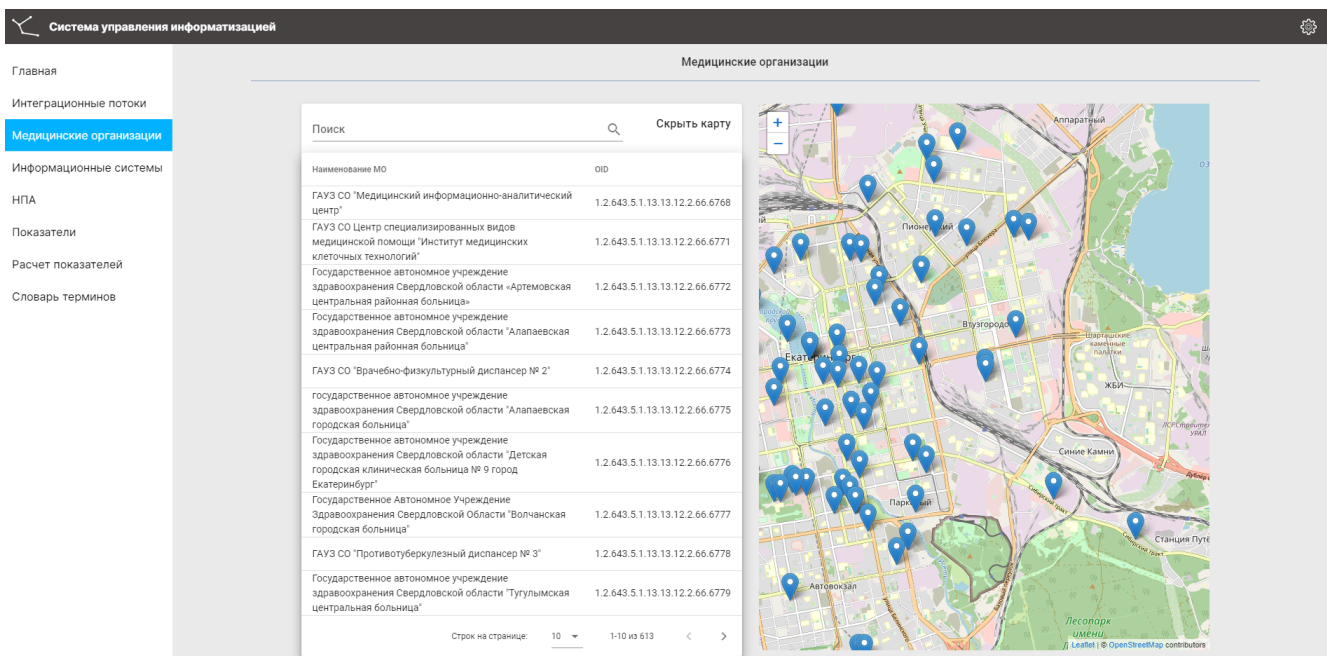 Система управления информатизацией
Главная
Интеграционные потоки
Медицинские организации
Информационные системы
НПА
Показатели
Расчет показателей
Словарь терминов
Медицинские организации
Поиск
Скрыть карту
Наименование МО OID
ГАУЗ СО "Медицинский информационно-аналитический
центр"
1.2.643.5.1.13.13.12.2.66.6768
ГАУЗ СО Центр специализированных видов
медицинской помощи "Институт медицинских
клеточных технологий"
1.2.643.5.1.13.13.12.2.66.6771
Государственное автономное учреждение
здравоохранения Свердловской области «Артемовская
центральная районная больница»
1.2.643.5.1.13.13.12.2.66.6772
Государственное автономное учреждение
здравоохранения Свердловской области "Алапаевская
центральная районная больница"
1.2.643.5.1.13.13.12.2.66.6773
ГАУЗ СО "Врачебно-физкультурный диспансер № 2"
1.2.643.5.1.13.13.12.2.66.6774
государственное автономное учреждение
здравоохранения Свердловской области "Алапаевская
городская больница"
1.2.643.5.1.13.13.12.2.66.6775
Государственное автономное учреждение
здравоохранения Свердловской области "Детская
городская клиническая больница № 9 город
Екатеринбург"
1.2.643.5.1.13.13.12.2.66.6776
Государственное Автономное Учреждение
Здравоохранения Свердловской Области "Волчанская
городская больница"
1.2.643.5.1.13.13.12.2.66.6777
ГАУЗ СО "Противотуберкулезный диспансер № 3"
1.2.643.5.1.13.13.12.2.66.6778
Государственное автономное учреждение
здравоохранения Свердловской области "Тугулымская
центральная больница"
1.2.643.5.1.13.13.12.2.66.6779
Строк на странице: 10 1-10 из 613
+
−
Аппаратный
улица Блюхера
Втузгородо
Шарташские
каменные
палатки
ЖБИ
Синие Камни
Сибирский тракт
Сибирский тракт
Станция Путё
Автовокзал
улица Белинского
Лесопарк
имени
Leaflet | © OpenStreetMap contributors